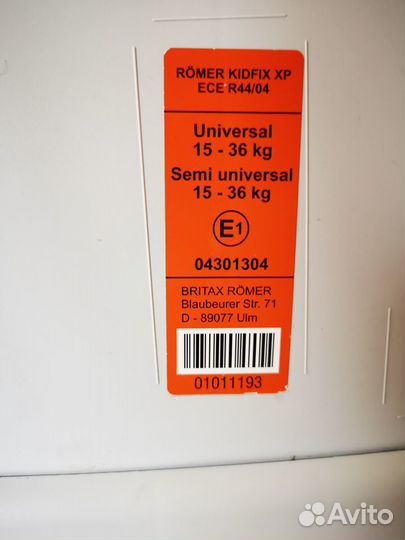 RÖMER KIDFIX XP
ECE R44/04
Universal
15 - 36 kg
Semi universal
15 - 36 kg
E1
04301304
BRITAX RÖMER
Blaubeurer Str. 71
D - 89077 Ulm
01011193
Avito